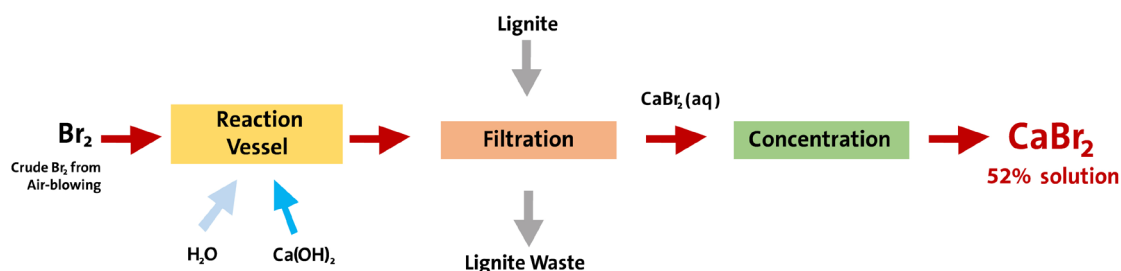 Lignite
CaBr₂(aq)
Br₂
Crude Br₂ from
Air-blowing
Reaction
Vessel
Filtration
Concentration
CaBr₂
52% solution
H₂O
Ca(OH)₂
Lignite Waste